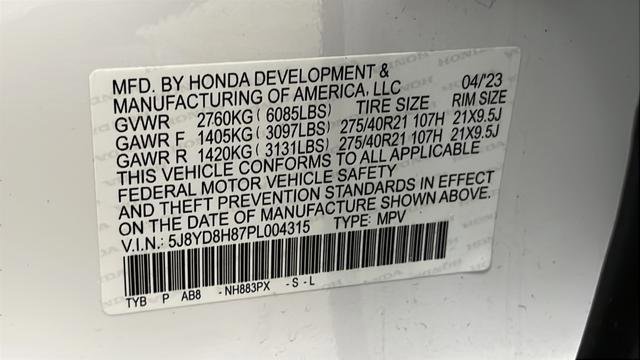 MFD. BY HONDA DEVELOPMENT &
MANUFACTURING OF AMERICA, LLC 04/'23
GVWR 2760KG ( 6085LBS) TIRE SIZE RIM SIZE
GAWR F 1405KG ( 3097LBS) 275/40R21 107H 21X9.5J
GAWR R 1420KG ( 3131LBS) 275/40R21 107H 21X9.5J
THIS VEHICLE CONFORMS TO ALL APPLICABLE
FEDERAL MOTOR VEHICLE SAFETY
AND THEFT PREVENTION STANDARDS IN EFFECT
ON THE DATE OF MANUFACTURE SHOWN ABOVE.
V.I.N.: 5J8YD8H87PL004315 TYPE: MPV
TYB P AB8 -NH883PX -S-L